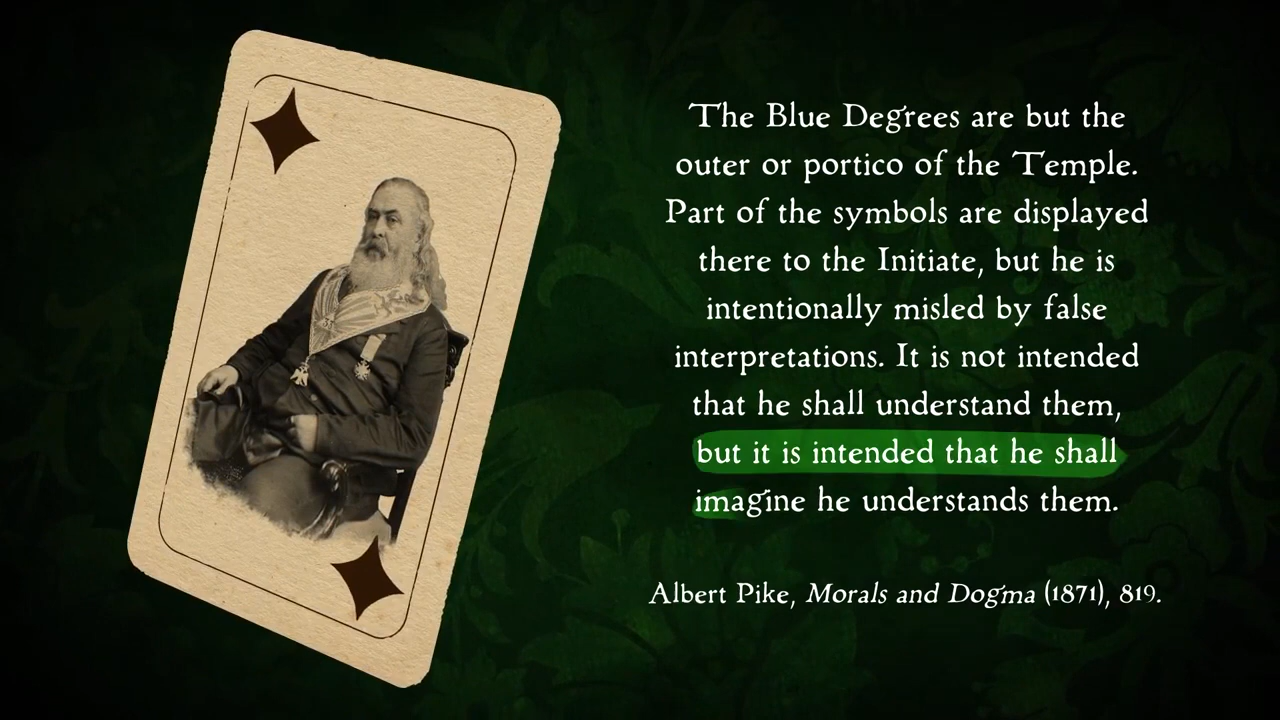 The Blue Degrees are but the
outer or portico of the Temple.
Part of the symbols are displayed
there to the Initiate, but he is
intentionally misled by false
interpretations. It is not intended
that he shall understand them,
but it is intended that he shall
imagine he understands them.
Albert Pike, Morals and Dogma (1871), 819.